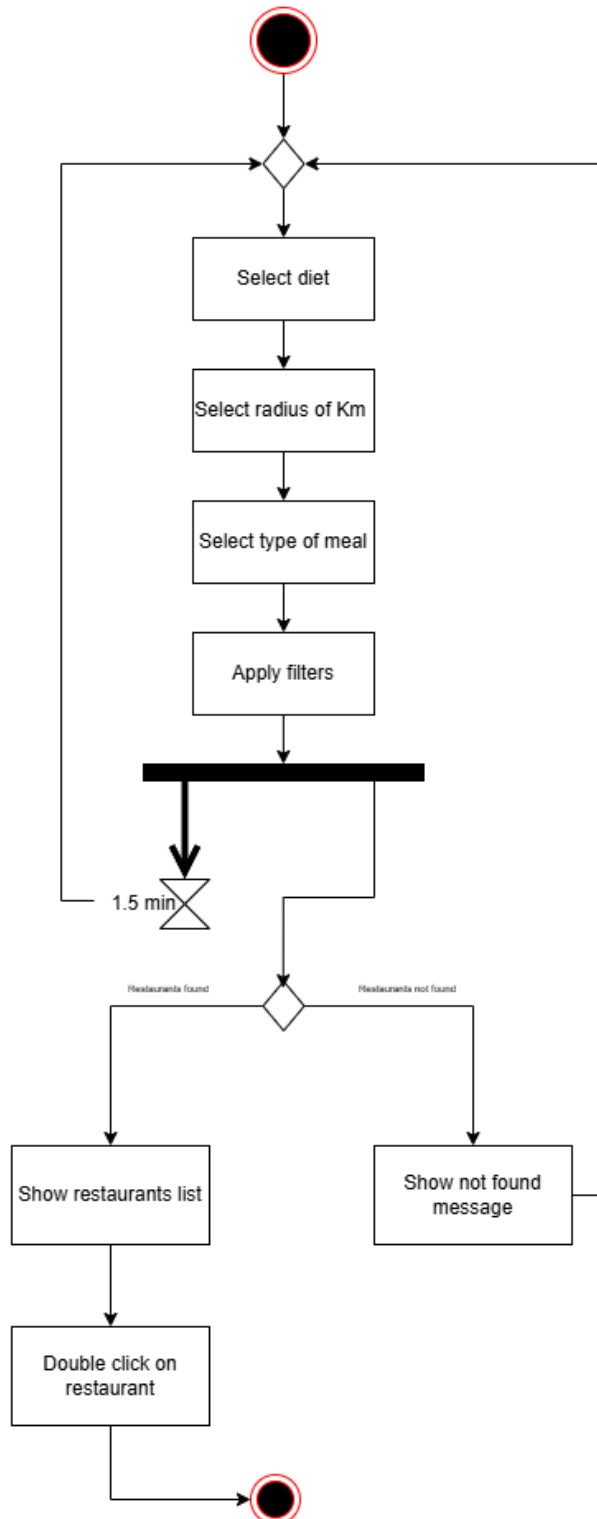 Select diet
Select radius of Km
Select type of meal
Apply filters
1.5 min
Restaurants found
Restaurants not found
Show restaurants list
Show not found
message
Double click on
restaurant